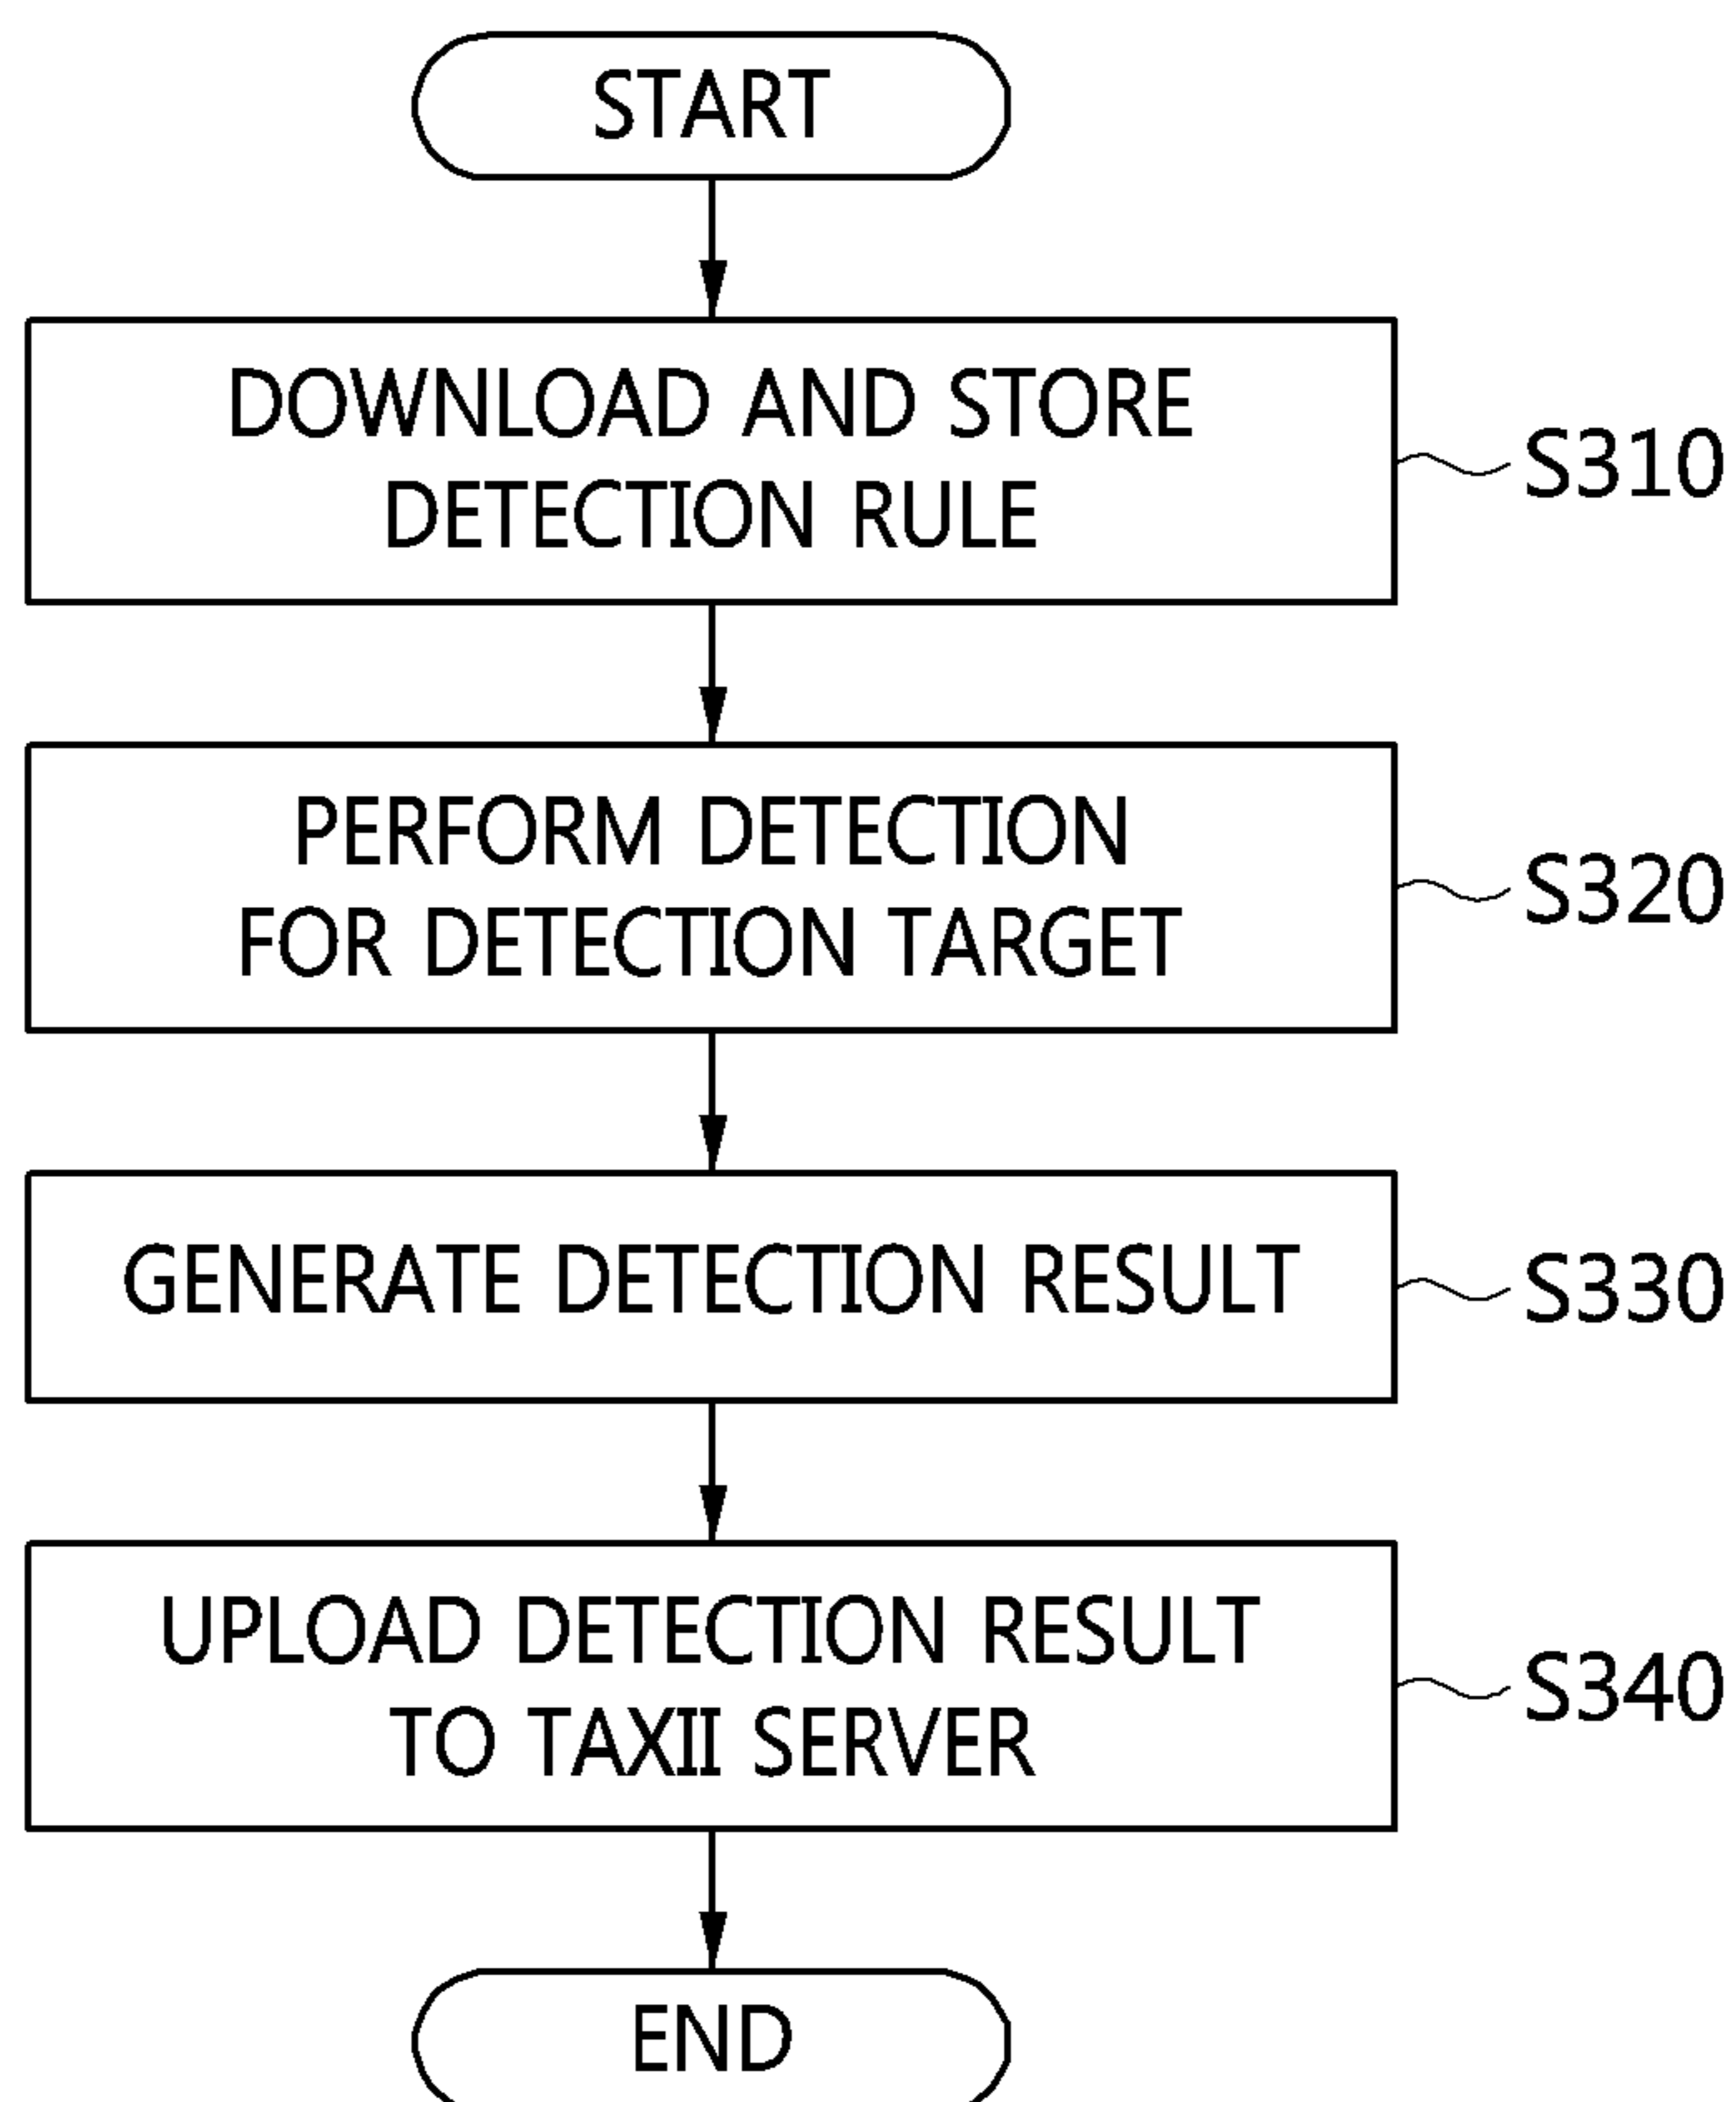 START
DOWNLOAD AND STORE
DETECTION RULE
S310
PERFORM DETECTION
FOR DETECTION TARGET
S320
GENERATE DETECTION RESULT
S330
UPLOAD DETECTION RESULT
TO TAXII SERVER
S340
END